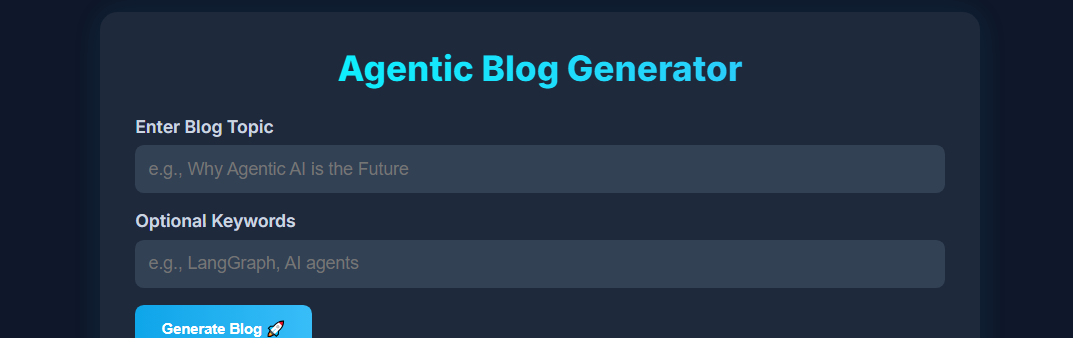 Agentic Blog Generator
Enter Blog Topic
e.g., Why Agentic AI is the Future
Optional Keywords
e.g., LangGraph, AI agents
Generate Blog 🚀